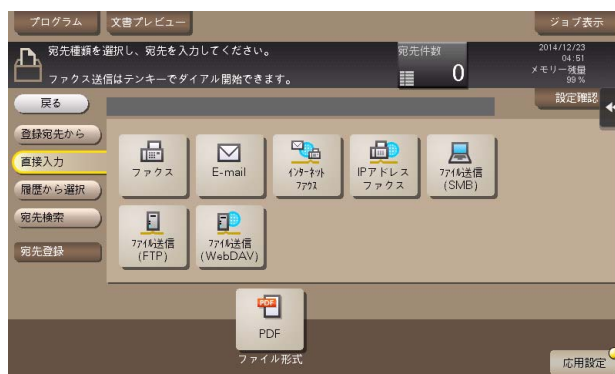 プログラム
文書プレビュー
ジョブ表示
宛先種類を選択し、宛先を入力してください。
ファクス送信はテンキーでダイアル開始できます。
宛先件数
0
2014/12/23
04:51
メモリー残量
99 %
戻る
設定確認
登録宛先から
直接入力
履歴から選択
宛先検索
宛先登録
ファクス
E-mail
インターネット
ファクス
IPアドレス
ファクス
ファイル送信
(SMB)
ファイル送信
(FTP)
ファイル送信
(WebDAV)
PDF
PDF
ファイル形式
応用設定